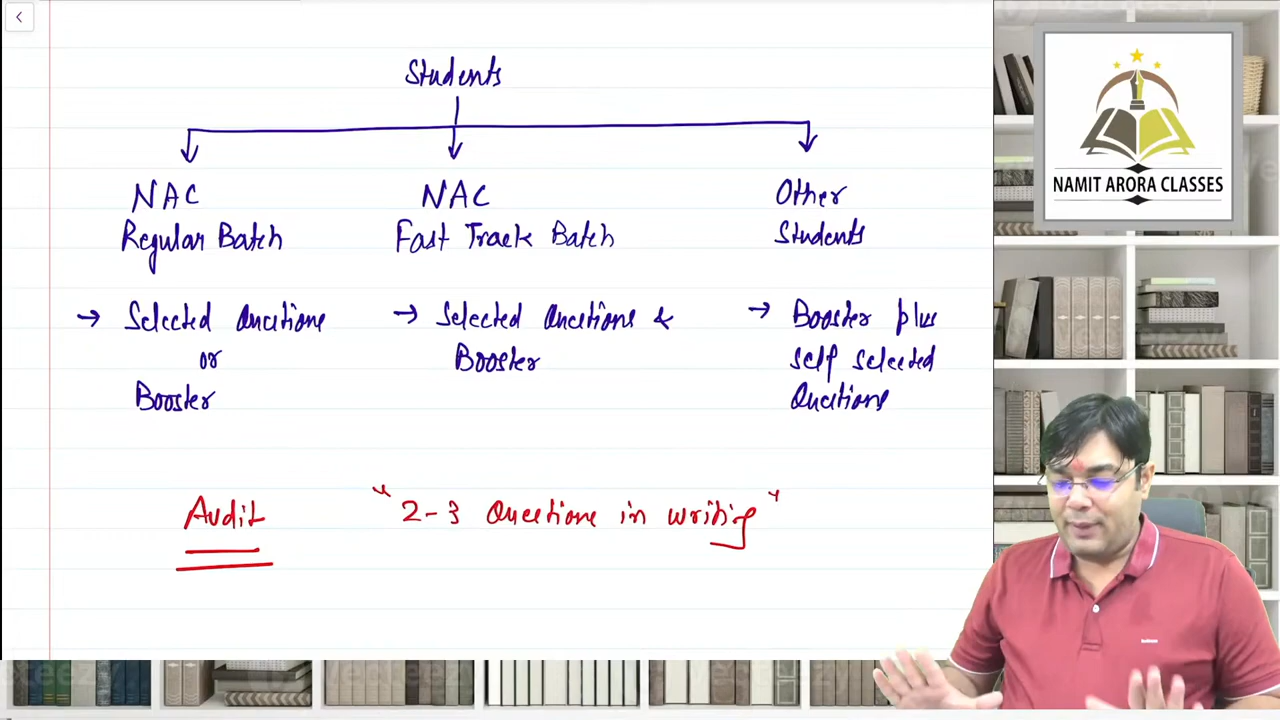 Students
NAC
Regular Batch
NAC
Fast Track Batch
Other
Students
→ Selected Questions
or
Booster
→ Selected Questions &
Booster
→ Booster plus
self selected
Questions
Audit
"2-3 Questions in writing"
NAMIT ARORA CLASSES